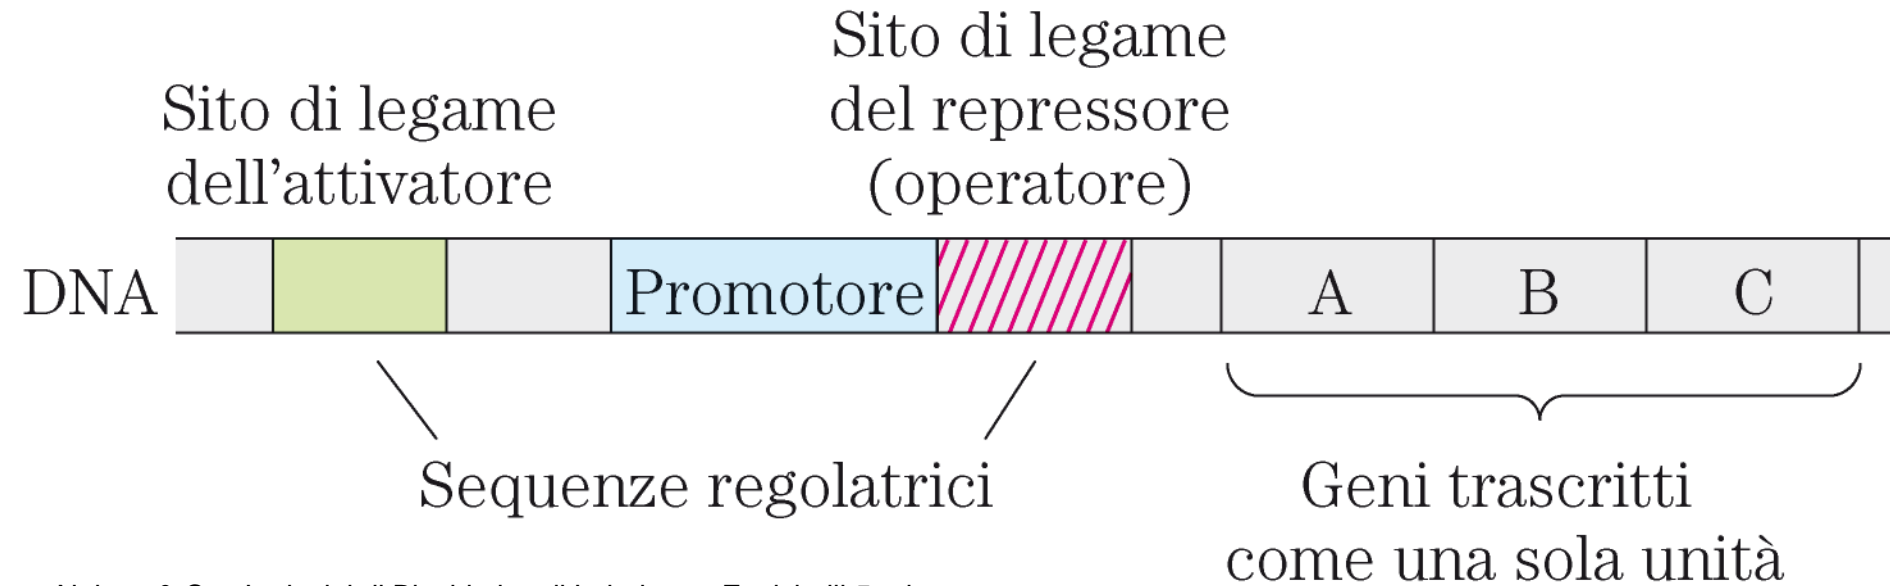 Sito di legame
dell'attivatore
Sito di legame
del repressore
(operatore)
DNA
Promotore
A
B
C
Sequenze regolatrici
Geni trascritti
come una sola unità